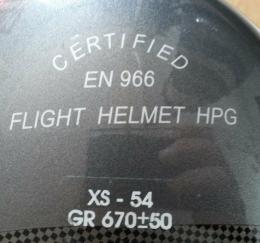 CERTIFIED
EN 966
FLIGHT HELMET HPG
XS - 54
GR 670±50